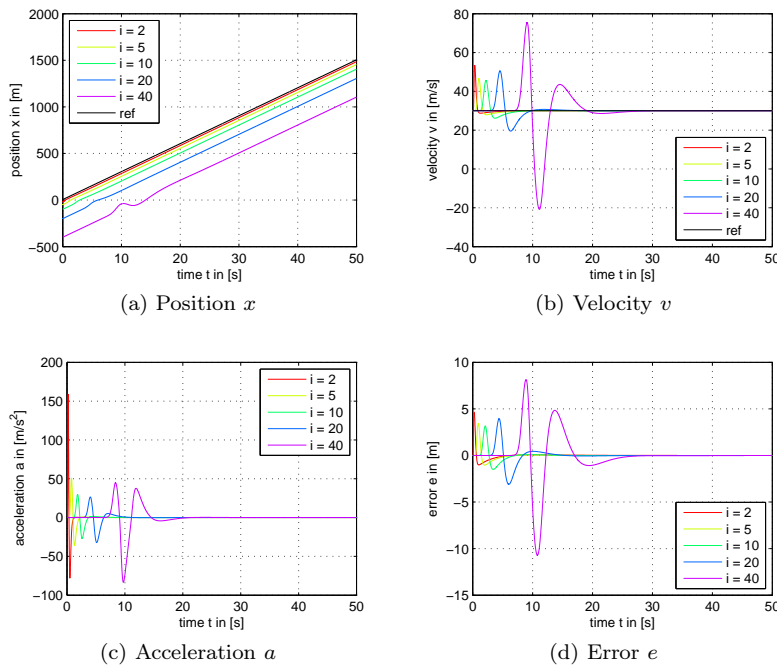 2000
1500
1000
500
0
−500
0
10
20
30
40
50
position x in [m]
time t in [s]
i = 2
i = 5
i = 10
i = 20
i = 40
ref
(a) Position x
80
60
40
20
0
−20
−40
0
10
20
30
40
50
velocity v in [m/s]
time t in [s]
i = 2
i = 5
i = 10
i = 20
i = 40
ref
(b) Velocity v
200
150
100
50
0
−50
−100
0
10
20
30
40
50
acceleration a in [m/s²]
time t in [s]
i = 2
i = 5
i = 10
i = 20
i = 40
(c) Acceleration a
10
5
0
−5
−10
−15
0
10
20
30
40
50
error e in [m]
time t in [s]
i = 2
i = 5
i = 10
i = 20
i = 40
(d) Error e